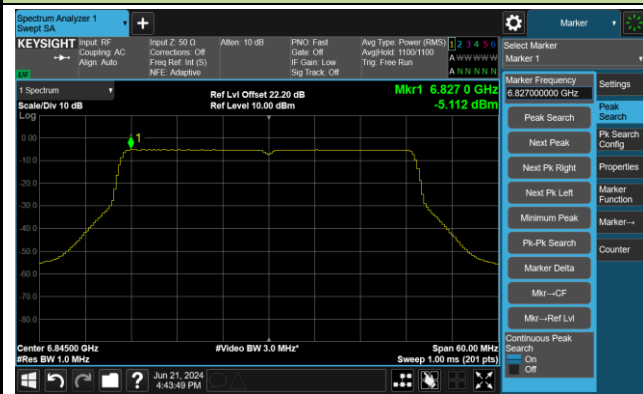 Spectrum Analyzer 1
Swept SA
+
Marker
KEYSIGHT
Input: RF
Coupling: AC
Align: Auto
Input Z: 50 Ω
Corrections: Off
Freq Ref: Int (S)
NFE: Adaptive
Atten: 10 dB
PNO: Fast
Gate: Off
IF Gain: Low
Sig Track: Off
Avg Type: Power (RMS)
Avg|Hold: 1100/1100
Trig: Free Run
1 2 3 4 5 6
A W W W W W
A N N N N N
LXI
Select Marker
Marker 1
1 Spectrum
Scale/Div 10 dB
Log
Ref Lvl Offset 22.20 dB
Ref Level 10.00 dBm
Mkr1 6.827 0 GHz
-5.112 dBm
1
0.00
-10.0
-20.0
-30.0
-40.0
-50.0
-60.0
-70.0
-80.0
Center 6.84500 GHz
#Res BW 1.0 MHz
#Video BW 3.0 MHz*
Span 60.00 MHz
Sweep 1.00 ms (201 pts)
Marker Frequency
6.827000000 GHz
Peak Search
Next Peak
Next Pk Right
Next Pk Left
Minimum Peak
Pk-Pk Search
Marker Delta
Mkr→CF
Mkr→Ref Lvl
Continuous Peak
Search
On
Off
Settings
Peak
Search
Pk Search
Config
Properties
Marker
Function
Marker→
Counter
?
Jun 21, 2024
4:43:49 PM